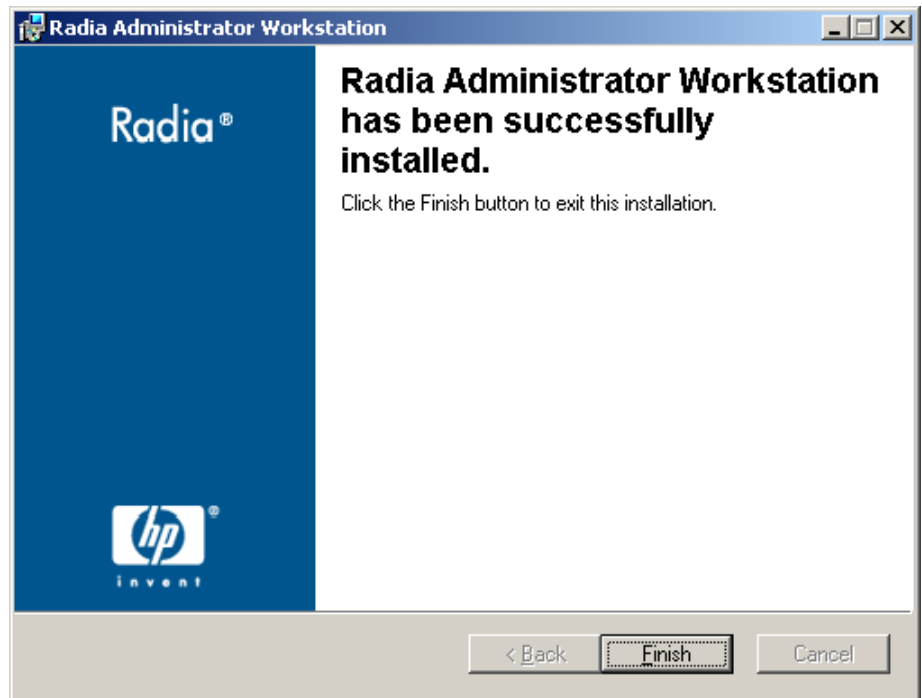 Radia Administrator Workstation
Radia®
Radia Administrator Workstation
has been successfully
installed.
Click the Finish button to exit this installation.
hp®
invent
< Back
Finish
Cancel